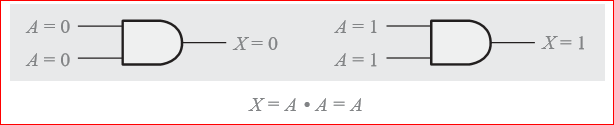 A = 0
A = 0
X = 0
A = 1
A = 1
X = 1
X = A • A = A